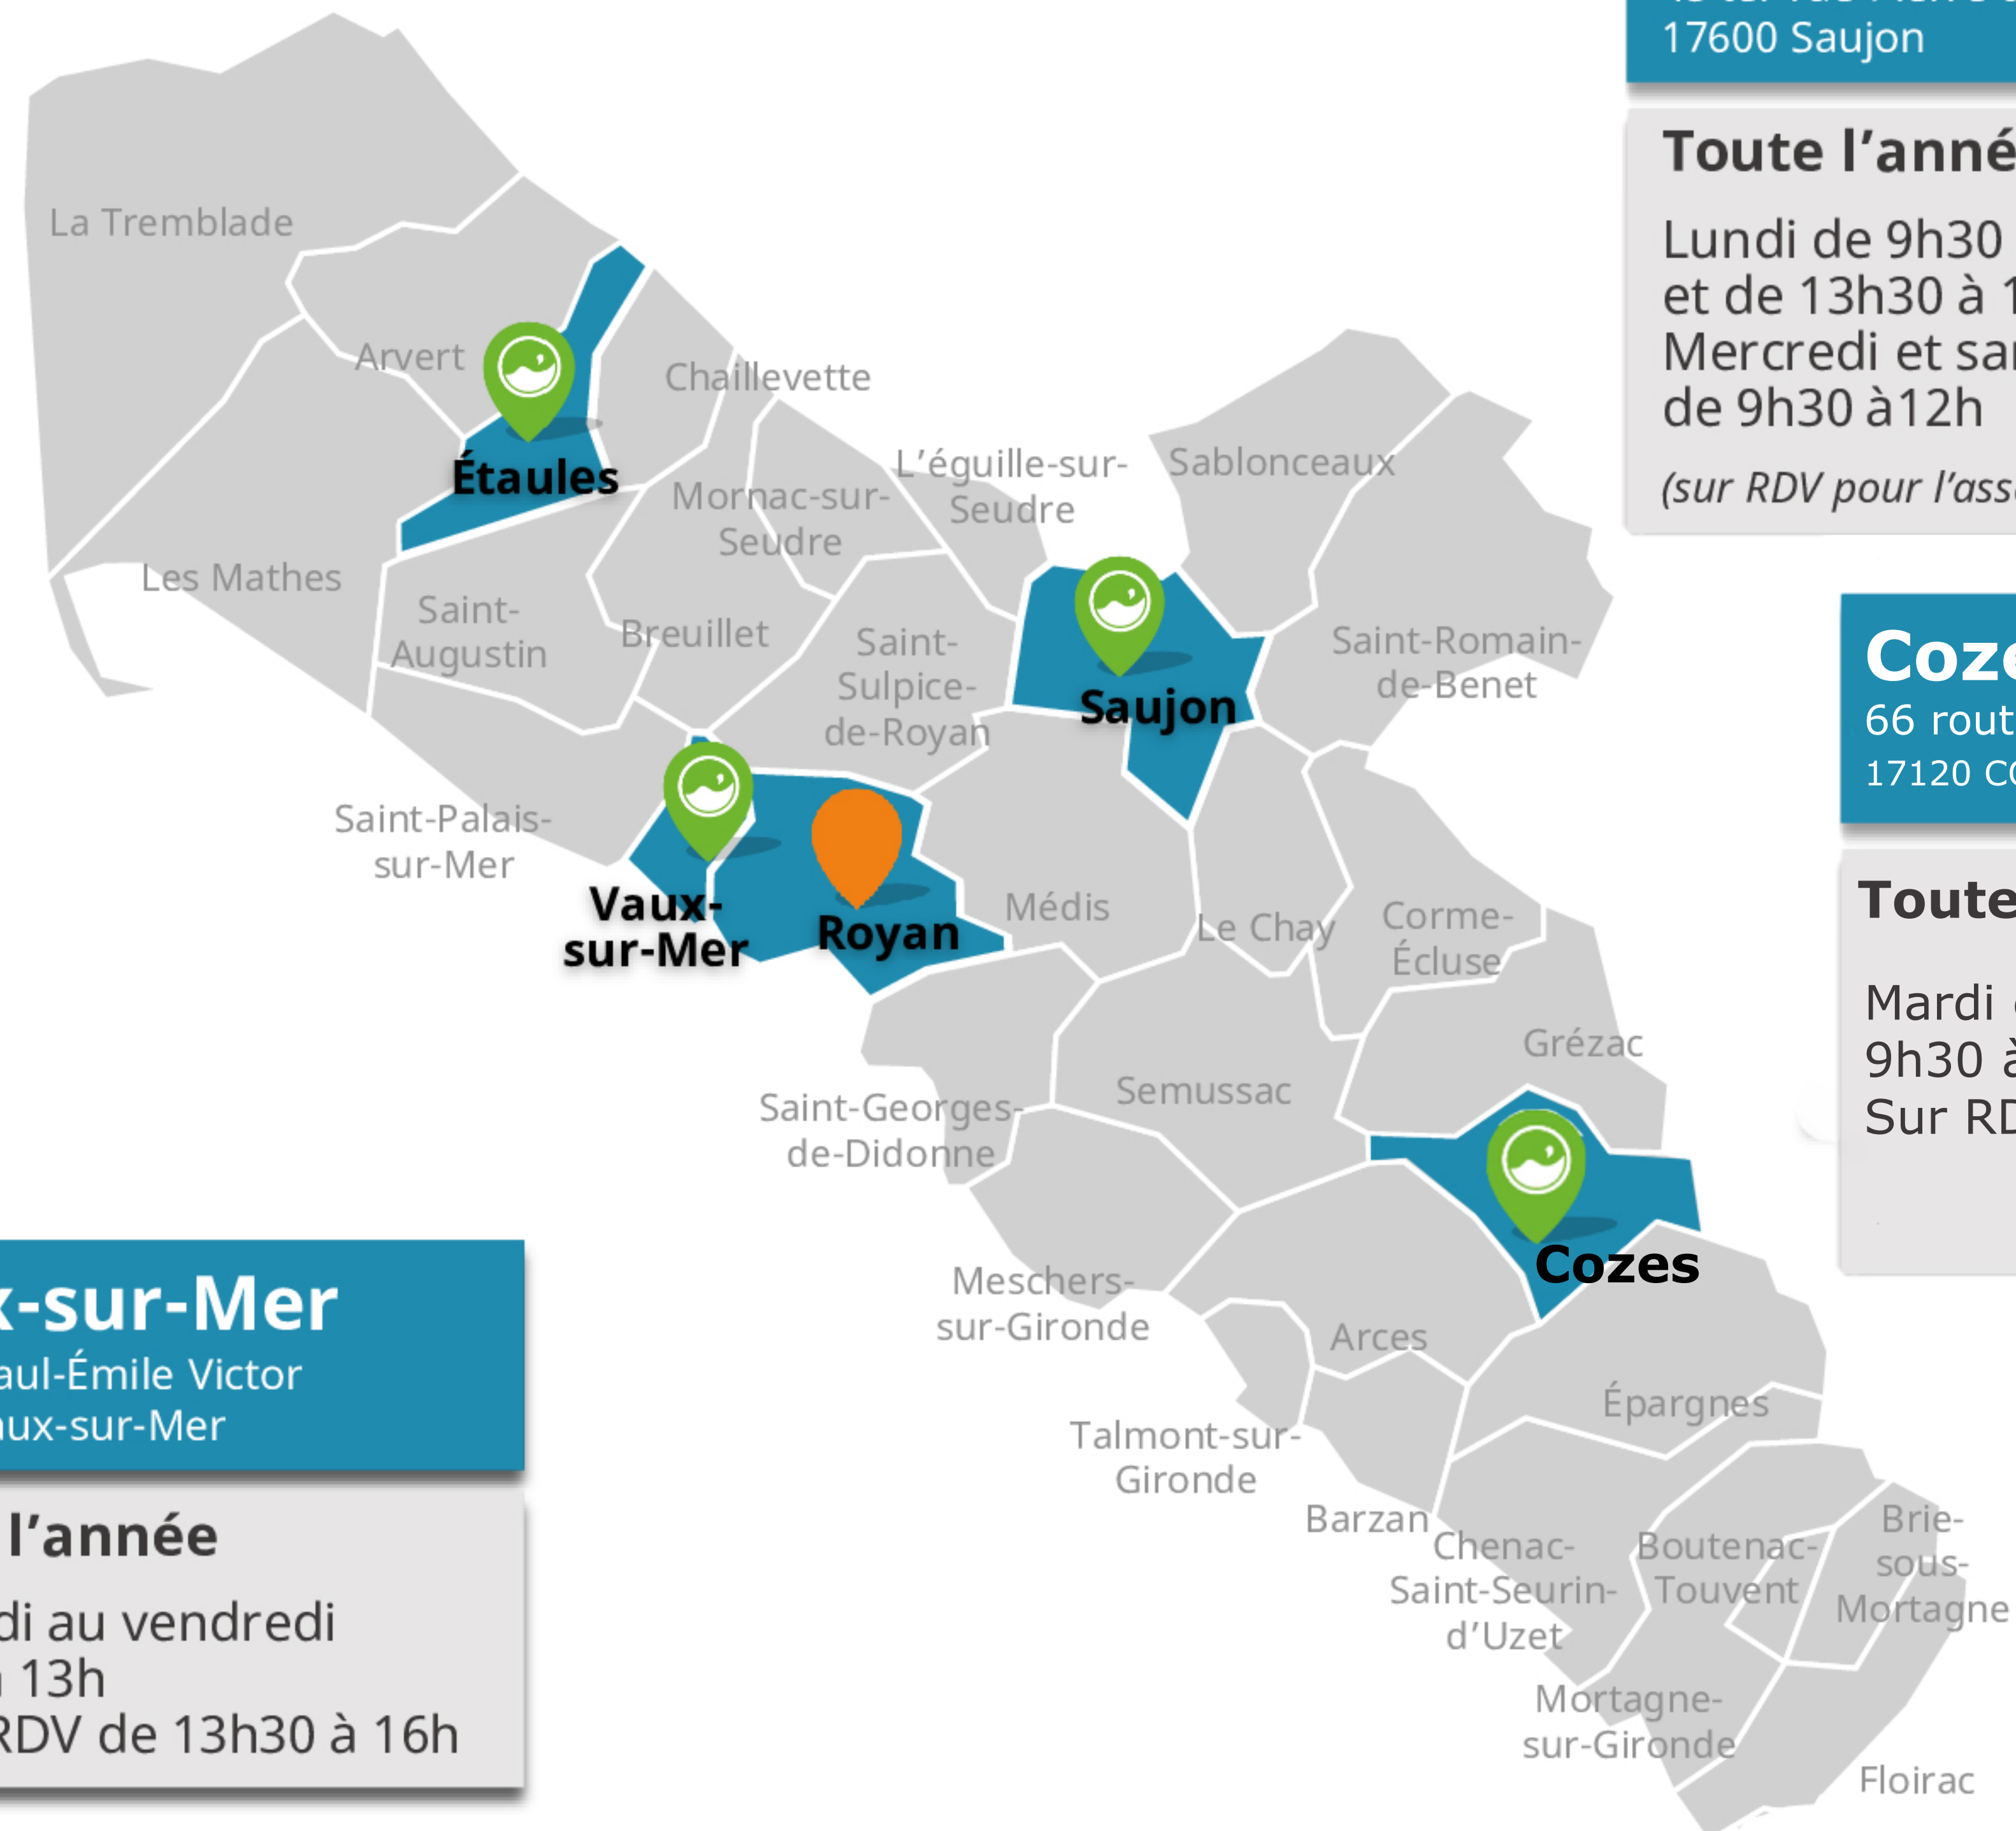 17600 Saujon
Toute l’anné
Lundi de 9h30
et de 13h30 à 1
Mercredi et sa
de 9h30 à12h
(sur RDV pour l’ass
La Tremblade
Arvert
Chaillevette
Étaules
L’éguille-sur-
Seudre
Sablonceaux
Mornac-sur-
Seudre
Les Mathes
Saint-
Augustin
Breuillet
Saint-
Sulpice-
de-Royan
Saint-Romain-
de-Benet
Saujon
Coze
66 rout
17120 CO
Saint-Palais-
sur-Mer
Vaux-
sur-Mer
Royan
Médis
Le Chay
Corme-
Écluse
Toute
Mardi
9h30 à
Sur RD
Grézac
Semussac
Saint-Georges-
de-Didonne
Cozes
Meschers-
sur-Gironde
Arces
Épargnes
x-sur-Mer
aul-Émile Victor
aux-sur-Mer
Talmont-sur-
Gironde
Barzan
Chenac-
Saint-Seurin-
d’Uzet
Boutenac-
Touvent
Brie-
sous-
Mortagne
l’année
di au vendredi
13h
RDV de 13h30 à 16h
Mortagne-
sur-Gironde
Floirac